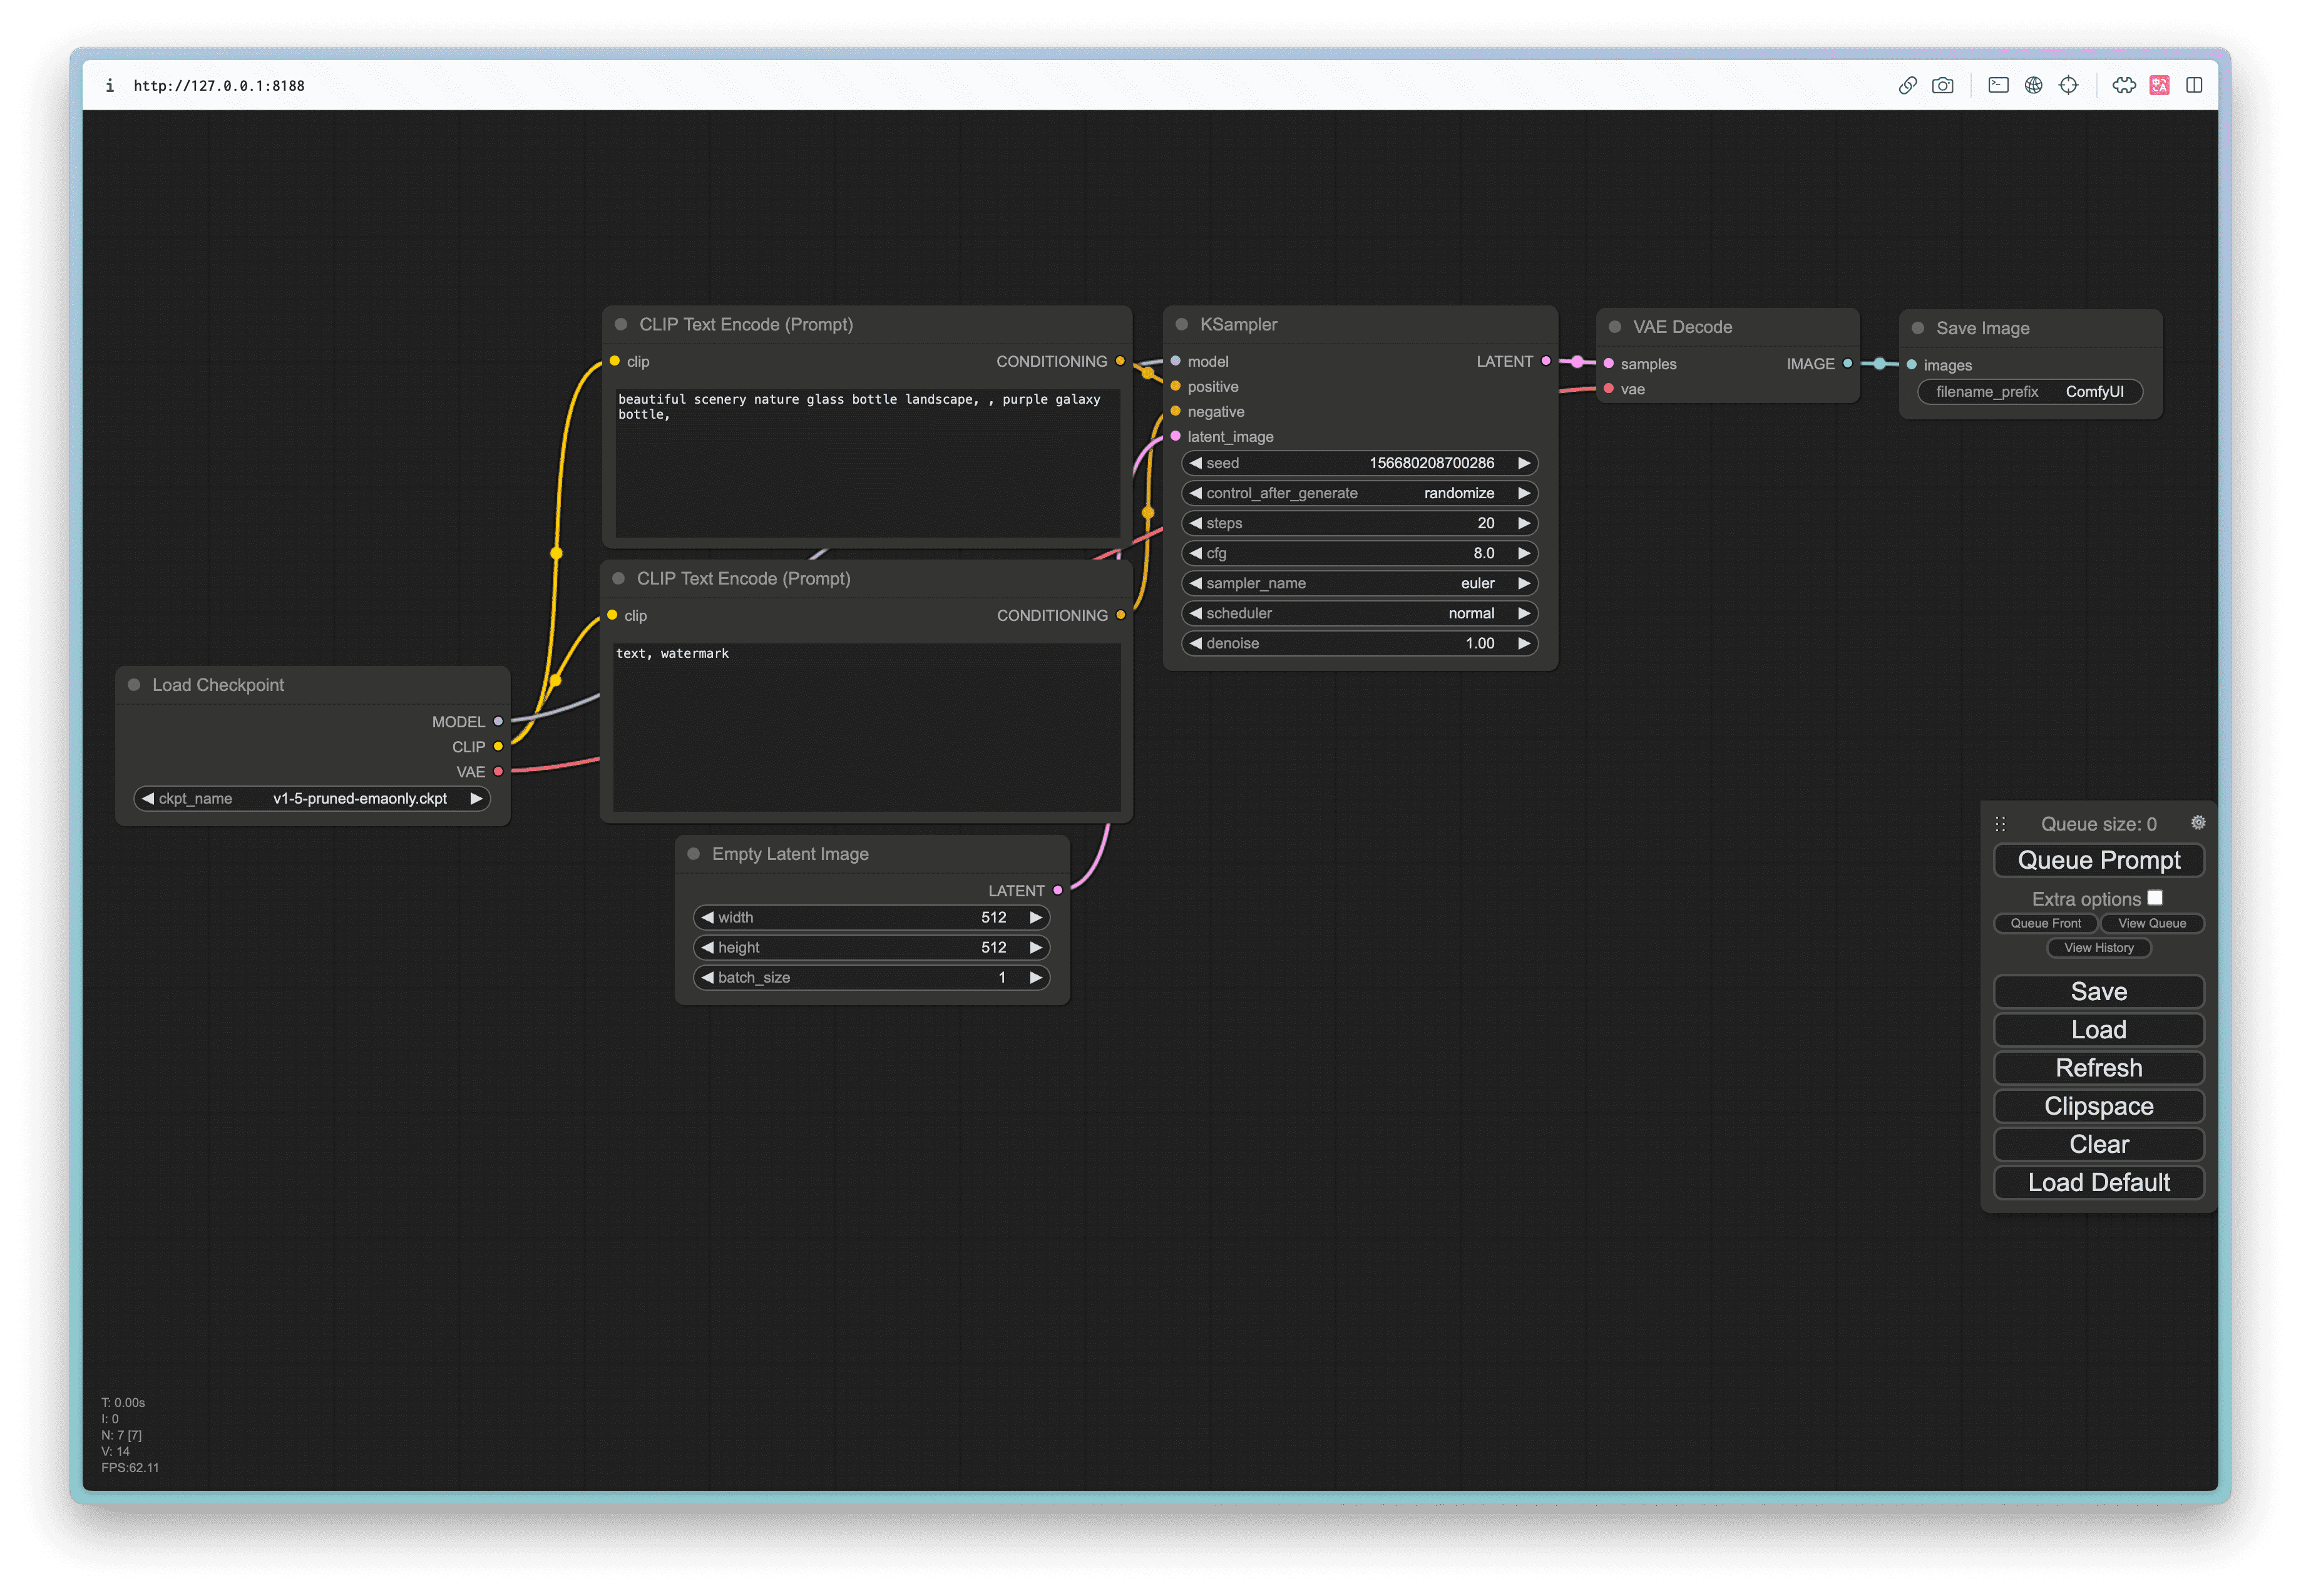 http://127.0.0.1:8188
CLIP Text Encode (Prompt)
clip CONDITIONING
beautiful scenery nature glass bottle landscape, , purple galaxy
bottle,
CLIP Text Encode (Prompt)
clip CONDITIONING
text, watermark
Load Checkpoint
MODEL
CLIP
VAE
ckpt_name v1-5-pruned-emaonly.ckpt
Empty Latent Image
LATENT
width 512
height 512
batch_size 1
KSampler
model LATENT
positive
negative
latent_image
seed 156680208700286
control_after_generate randomize
steps 20
cfg 8.0
sampler_name euler
scheduler normal
denoise 1.00
VAE Decode
samples IMAGE
vae
Save Image
images
filename_prefix ComfyUI
Queue size: 0
Queue Prompt
Extra options
Queue Front View Queue
View History
Save
Load
Refresh
Clipspace
Clear
Load Default
T: 0.00s
I: 0
N: 7 [7]
V: 14
FPS:62.11